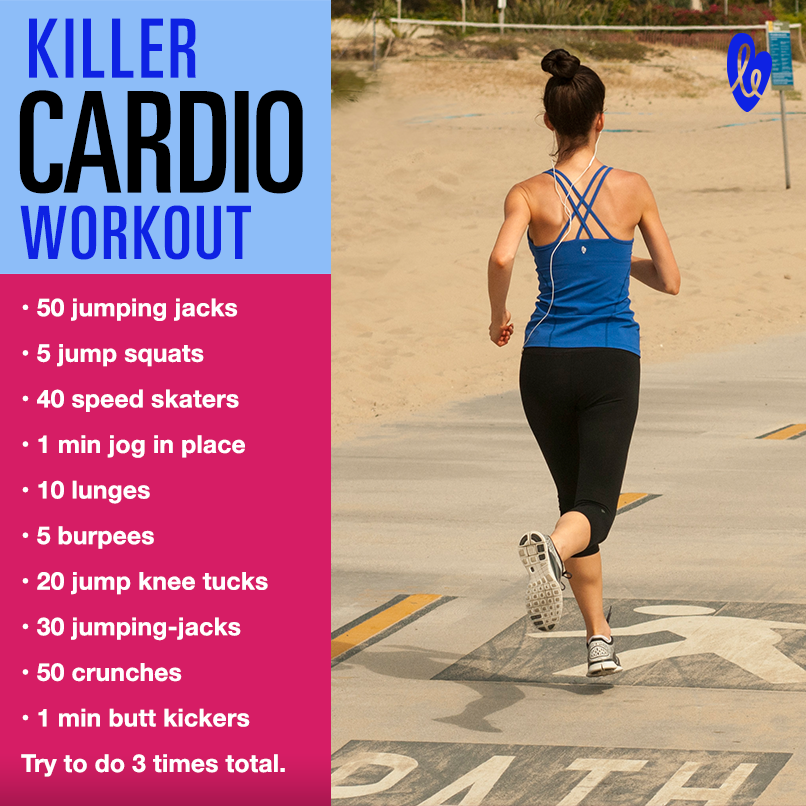 KILLER
CARDIO
WORKOUT
• 50 jumping jacks
• 5 jump squats
• 40 speed skaters
• 1 min jog in place
• 10 lunges
• 5 burpees
• 20 jump knee tucks
• 30 jumping-jacks
• 50 crunches
• 1 min butt kickers
Try to do 3 times total.
le
PATH